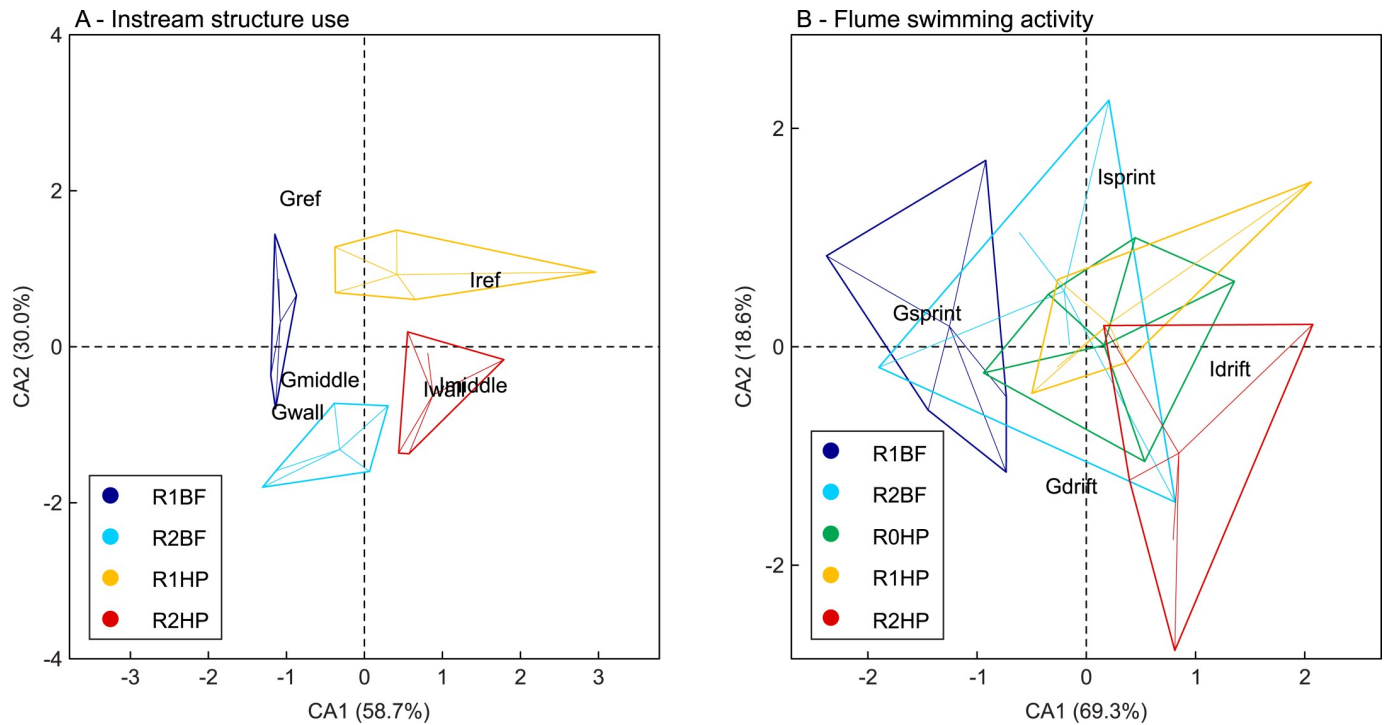 A - Instream structure use
4
2
0
-2
-4
CA2 (30.0%)
Gref
Iref
Gmiddle
Iwall
Imiddle
Gwall
R1BF
R2BF
R1HP
R2HP
-3
-2
-1
0
1
2
3
CA1 (58.7%)
B - Flume swimming activity
2
0
-2
CA2 (18.6%)
Isprint
Gsprint
Idrift
Gdrift
R1BF
R2BF
R0HP
R1HP
R2HP
-2
-1
0
1
2
CA1 (69.3%)